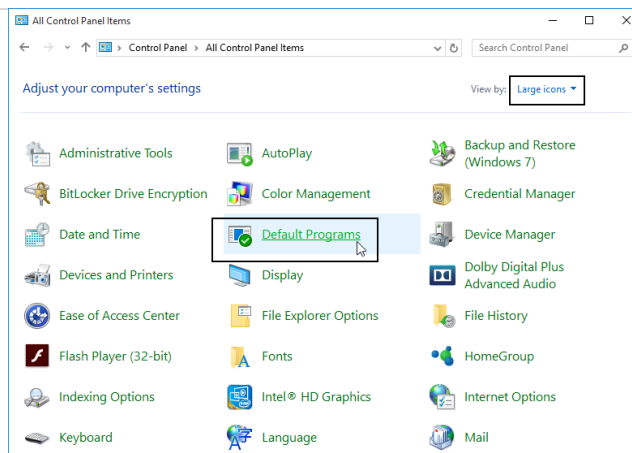 All Control Panel Items
Control Panel > All Control Panel Items
Search Control Panel
Adjust your computer's settings
View by: Large icons
Administrative Tools
AutoPlay
Backup and Restore
(Windows 7)
BitLocker Drive Encryption
Color Management
Credential Manager
Date and Time
Default Programs
Device Manager
Devices and Printers
Display
Dolby Digital Plus
Advanced Audio
Ease of Access Center
File Explorer Options
File History
Flash Player (32-bit)
Fonts
HomeGroup
Indexing Options
Intel® HD Graphics
Internet Options
Keyboard
Language
Mail